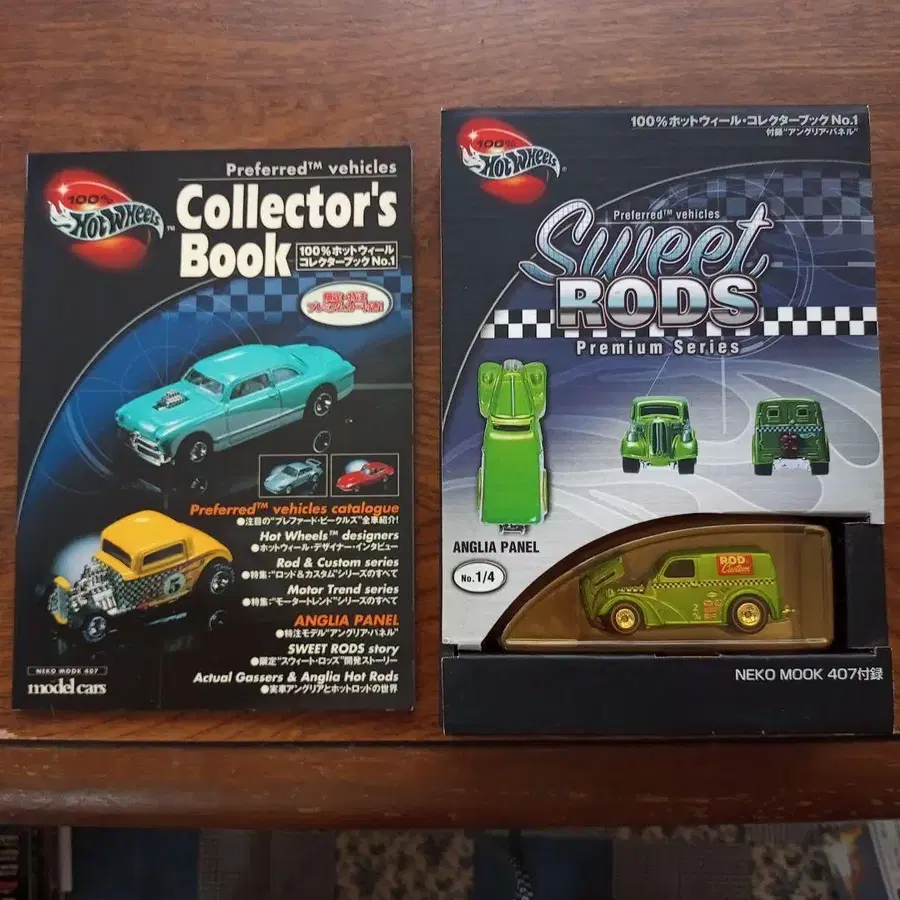 Preferred™ vehicles
100%
HOT WHEELS™
Collector's
Book
100%ホットウィール
コレクターブック No.1
Preferred™ vehicles catalogue
●注目の"プレファード・ビークルズ"全車紹介!
Hot Wheels™ designers
●ホットウィール・デザイナー・インタビュー
Rod & Custom series
●特集:"ロッド&カスタム"シリーズのすべて
Motor Trend series
●特集:"モータートレンド"シリーズのすべて
ANGLIA PANEL
●特注モデル"アングリア・パネル"
SWEET RODS story
●限定"スウィート・ロッズ"開発ストーリー
Actual Gassers & Anglia Hot Rods
●実車アングリアとホットロッドの世界
5
NEKO MOOK 407
model cars
100%ホットウィール・コレクターブック No.1
付録"アングリア・パネル"
100%
HOT WHEELS®
Preferred™ vehicles
Sweet
RODS
Premium Series
ANGLIA PANEL
No.1/4
ROD
Custom
NEKO MOOK 407付録